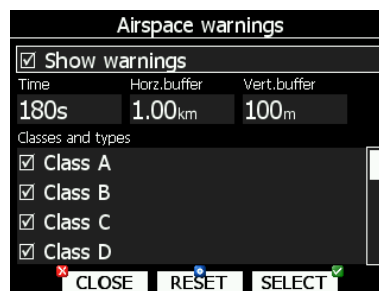 Airspace warnings
Show warnings
Time Horz.buffer Vert.buffer
180s 1.00km 100m
Classes and types
Class A
Class B
Class C
Class D
CLOSE RESET SELECT